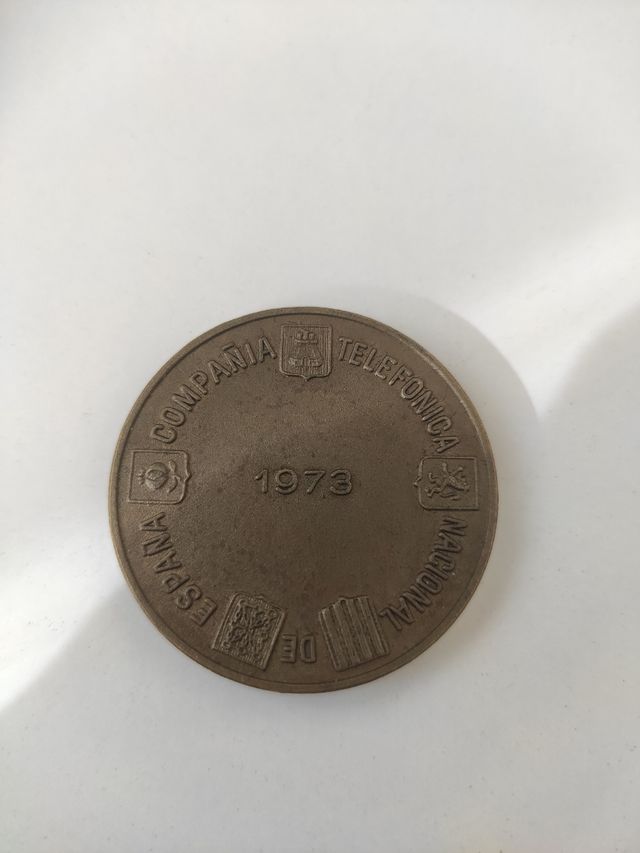 COMPAÑIA TELEFONICA NACIONAL DE ESPAÑA
1973